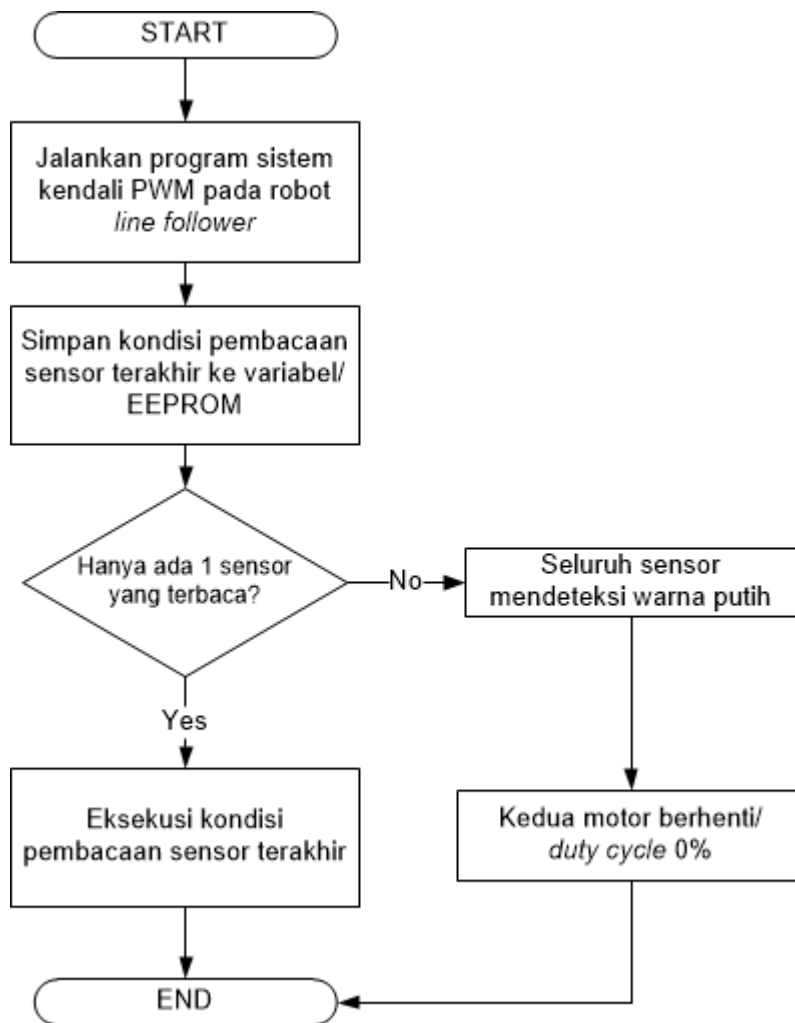 START
Jalankan program sistem
kendali PWM pada robot
line follower
Simpan kondisi pembacaan
sensor terakhir ke variabel/
EEPROM
Hanya ada 1 sensor
yang terbaca?
No
Seluruh sensor
mendeteksi warna putih
Yes
Eksekusi kondisi
pembacaan sensor terakhir
Kedua motor berhenti/
duty cycle 0%
END